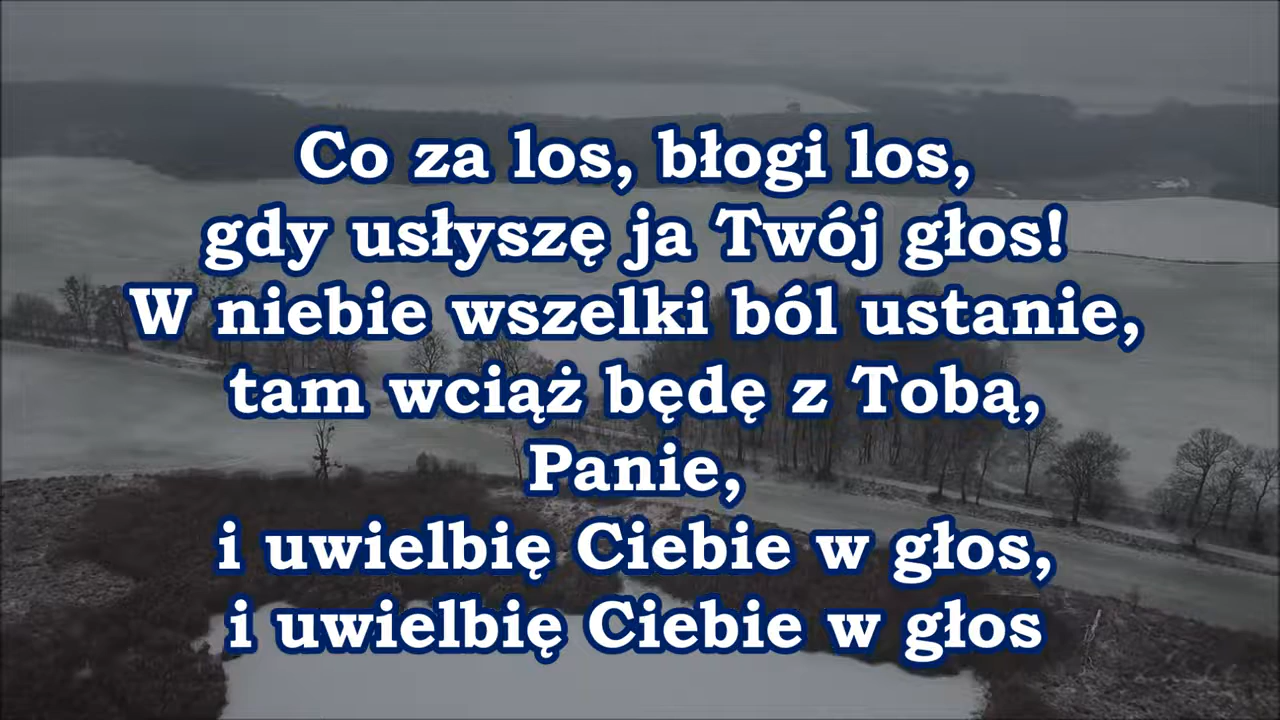 Co za los, błogi los,
gdy usłyszę ja Twój głos!
W niebie wszelki ból ustanie,
tam wciąż będę z Tobą,
Panie,
i uwielbię Ciebie w głos,
i uwielbię Ciebie w głos